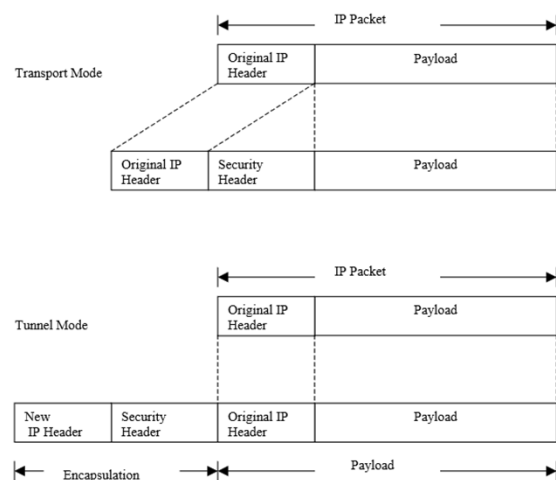 IP Packet
Original IP
Header
Payload
Transport Mode
Original IP
Header
Security
Header
Payload
IP Packet
Original IP
Header
Payload
Tunnel Mode
New
IP Header
Security
Header
Original IP
Header
Payload
Encapsulation
Payload